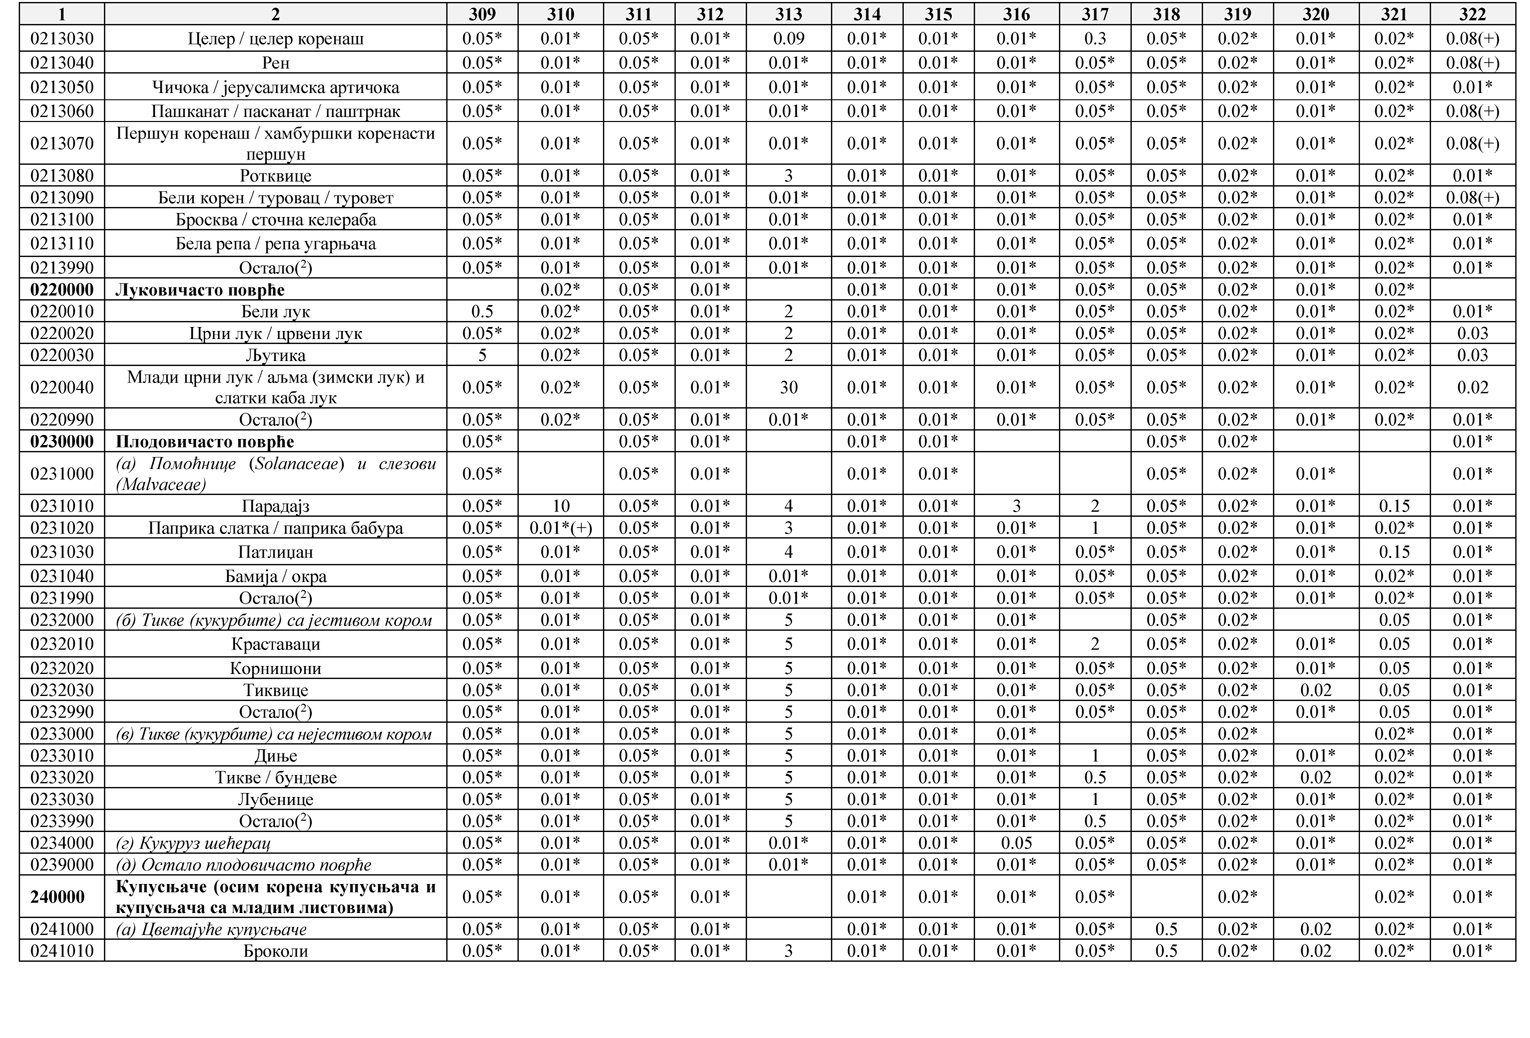 1 2 309 310 311 312 313 314 315 316 317 318 319 320 321 322
0213030 Целер / целер коренаш 0.05* 0.01* 0.05* 0.01* 0.09 0.01* 0.01* 0.01* 0.3 0.05* 0.02* 0.01* 0.02* 0.08(+)
0213040 Рен 0.05* 0.01* 0.05* 0.01* 0.01* 0.01* 0.01* 0.01* 0.05* 0.05* 0.02* 0.01* 0.02* 0.08(+)
0213050 Чичока / јерусалимска артичока 0.05* 0.01* 0.05* 0.01* 0.01* 0.01* 0.01* 0.01* 0.05* 0.05* 0.02* 0.01* 0.02* 0.01*
0213060 Пашканат / пасканат / паштрнак 0.05* 0.01* 0.05* 0.01* 0.01* 0.01* 0.01* 0.01* 0.05* 0.05* 0.02* 0.01* 0.02* 0.08(+)
Першун коренаш / хамбуршки коренасти
0213070 першун 0.05* 0.01* 0.05* 0.01* 0.01* 0.01* 0.01* 0.01* 0.05* 0.05* 0.02* 0.01* 0.02* 0.08(+)
0213080 Ротквице 0.05* 0.01* 0.05* 0.01* 3 0.01* 0.01* 0.01* 0.05* 0.05* 0.02* 0.01* 0.02* 0.01*
0213090 Бели корен / туровац / туровет 0.05* 0.01* 0.05* 0.01* 0.01* 0.01* 0.01* 0.01* 0.05* 0.05* 0.02* 0.01* 0.02* 0.08(+)
0213100 Бросква / сточна келераба 0.05* 0.01* 0.05* 0.01* 0.01* 0.01* 0.01* 0.01* 0.05* 0.05* 0.02* 0.01* 0.02* 0.01*
0213110 Бела репа / репа угарњача 0.05* 0.01* 0.05* 0.01* 0.01* 0.01* 0.01* 0.01* 0.05* 0.05* 0.02* 0.01* 0.02* 0.01*
0213990 Остало(²) 0.05* 0.01* 0.05* 0.01* 0.01* 0.01* 0.01* 0.01* 0.05* 0.05* 0.02* 0.01* 0.02* 0.01*
0220000 Луковичасто поврће 0.02* 0.05* 0.01* 0.01* 0.01* 0.01* 0.05* 0.05* 0.02* 0.01* 0.02*
0220010 Бели лук 0.5 0.02* 0.05* 0.01* 2 0.01* 0.01* 0.01* 0.05* 0.05* 0.02* 0.01* 0.02* 0.01*
0220020 Црни лук / црвени лук 0.05* 0.02* 0.05* 0.01* 2 0.01* 0.01* 0.01* 0.05* 0.05* 0.02* 0.01* 0.02* 0.03
0220030 Љутика 5 0.02* 0.05* 0.01* 2 0.01* 0.01* 0.01* 0.05* 0.05* 0.02* 0.01* 0.02* 0.03
Млади црни лук / аљма (зимски лук) и
0220040 слатки каба лук 0.05* 0.02* 0.05* 0.01* 30 0.01* 0.01* 0.01* 0.05* 0.05* 0.02* 0.01* 0.02* 0.02
0220990 Остало(²) 0.05* 0.02* 0.05* 0.01* 0.01* 0.01* 0.01* 0.01* 0.05* 0.05* 0.02* 0.01* 0.02* 0.01*
0230000 Плодовичасто поврће 0.05* 0.05* 0.01* 0.01* 0.01* 0.05* 0.02* 0.01*
(а) Помоћнице (Solanaceae) и слезови
0231000 (Malvaceae) 0.05* 0.05* 0.01* 0.01* 0.01* 0.05* 0.02* 0.01* 0.01*
0231010 Парадајз 0.05* 10 0.05* 0.01* 4 0.01* 0.01* 3 2 0.05* 0.02* 0.01* 0.15 0.01*
0231020 Паприка слатка / паприка бабура 0.05* 0.01*(+) 0.05* 0.01* 3 0.01* 0.01* 0.01* 1 0.05* 0.02* 0.01* 0.02* 0.01*
0231030 Патлиџан 0.05* 0.01* 0.05* 0.01* 4 0.01* 0.01* 0.01* 0.05* 0.05* 0.02* 0.01* 0.15 0.01*
0231040 Бамија / окра 0.05* 0.01* 0.05* 0.01* 0.01* 0.01* 0.01* 0.01* 0.05* 0.05* 0.02* 0.01* 0.02* 0.01*
0231990 Остало(²) 0.05* 0.01* 0.05* 0.01* 0.01* 0.01* 0.01* 0.01* 0.05* 0.05* 0.02* 0.01* 0.02* 0.01*
0232000 (б) Тикве (кукурбите) са јестивом кором 0.05* 0.01* 0.05* 0.01* 5 0.01* 0.01* 0.01* 0.05* 0.02* 0.05 0.01*
0232010 Краставаци 0.05* 0.01* 0.05* 0.01* 5 0.01* 0.01* 0.01* 2 0.05* 0.02* 0.01* 0.05 0.01*
0232020 Корнишони 0.05* 0.01* 0.05* 0.01* 5 0.01* 0.01* 0.01* 0.05* 0.05* 0.02* 0.01* 0.05 0.01*
0232030 Тиквице 0.05* 0.01* 0.05* 0.01* 5 0.01* 0.01* 0.01* 0.05* 0.05* 0.02* 0.02 0.05 0.01*
0232990 Остало(²) 0.05* 0.01* 0.05* 0.01* 5 0.01* 0.01* 0.01* 0.05* 0.05* 0.02* 0.01* 0.05 0.01*
0233000 (в) Тикве (кукурбите) са нејестивом кором 0.05* 0.01* 0.05* 0.01* 5 0.01* 0.01* 0.01* 0.05* 0.02* 0.02* 0.01*
0233010 Диње 0.05* 0.01* 0.05* 0.01* 5 0.01* 0.01* 0.01* 1 0.05* 0.02* 0.01* 0.02* 0.01*
0233020 Тикве / бундеве 0.05* 0.01* 0.05* 0.01* 5 0.01* 0.01* 0.01* 0.5 0.05* 0.02* 0.02 0.02* 0.01*
0233030 Лубенице 0.05* 0.01* 0.05* 0.01* 5 0.01* 0.01* 0.01* 1 0.05* 0.02* 0.01* 0.02* 0.01*
0233990 Остало(²) 0.05* 0.01* 0.05* 0.01* 5 0.01* 0.01* 0.01* 0.5 0.05* 0.02* 0.01* 0.02* 0.01*
0234000 (г) Кукуруз шећерац 0.05* 0.01* 0.05* 0.01* 0.01* 0.01* 0.01* 0.05 0.05* 0.05* 0.02* 0.01* 0.02* 0.01*
0239000 (д) Остало плодовичасто поврће 0.05* 0.01* 0.05* 0.01* 0.01* 0.01* 0.01* 0.01* 0.05* 0.05* 0.02* 0.01* 0.02* 0.01*
Купусњаче (осим корена купусњача и
240000 купусњача са младим листовима) 0.05* 0.01* 0.05* 0.01* 0.01* 0.01* 0.01* 0.05* 0.02* 0.02* 0.01*
0241000 (а) Цветајуће купусњаче 0.05* 0.01* 0.05* 0.01* 0.01* 0.01* 0.01* 0.05* 0.5 0.02* 0.02 0.02* 0.01*
0241010 Броколи 0.05* 0.01* 0.05* 0.01* 3 0.01* 0.01* 0.01* 0.05* 0.5 0.02* 0.02 0.02* 0.01*